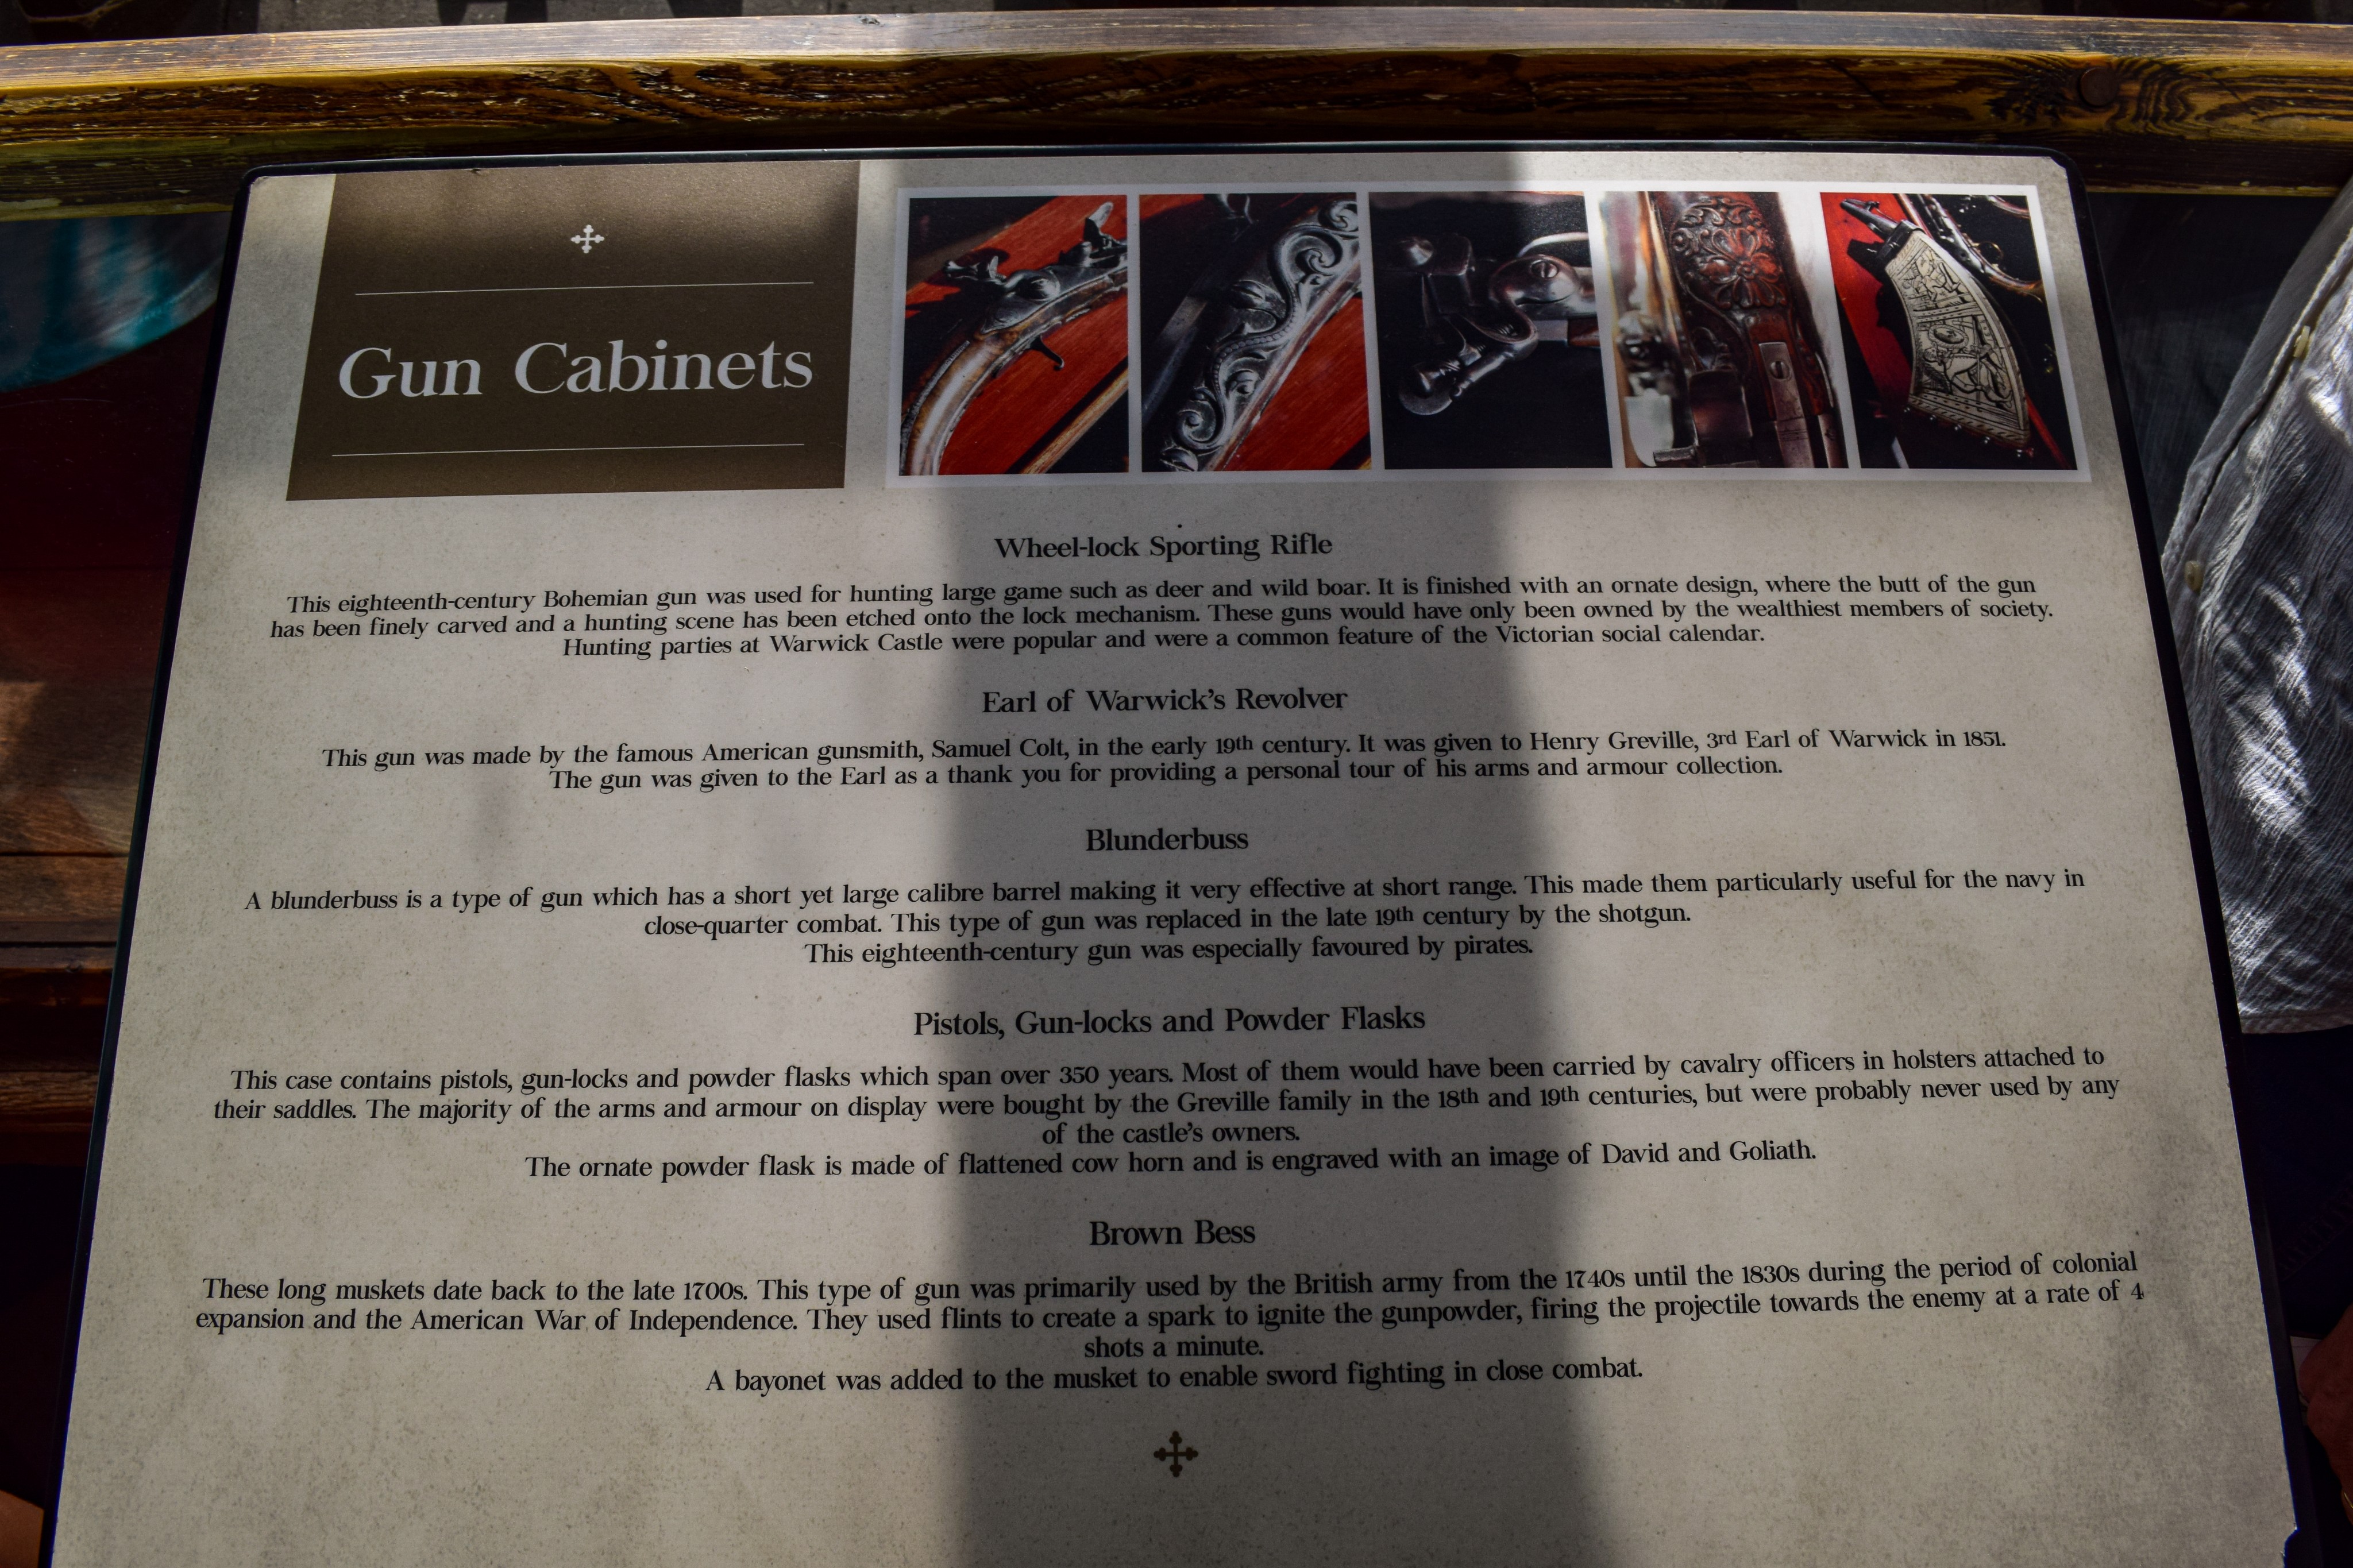 Gun Cabinets
Wheel-lock Sporting Rifle
This eighteenth-century Bohemian gun was used for hunting large game such as deer and wild boar. It is finished with an ornate design, where the butt of the gun
has been finely carved and a hunting scene has been etched onto the lock mechanism. These guns would have only been owned by the wealthiest members of society.
Hunting parties at Warwick Castle were popular and were a common feature of the Victorian social calendar.
Earl of Warwick's Revolver
This gun was made by the famous American gunsmith, Samuel Colt, in the early 19th century. It was given to Henry Greville, 3rd Earl of Warwick in 1851.
The gun was given to the Earl as a thank you for providing a personal tour of his arms and armour collection.
Blunderbuss
A blunderbuss is a type of gun which has a short yet large calibre barrel making it very effective at short range. This made them particularly useful for the navy in
close-quarter combat. This type of gun was replaced in the late 19th century by the shotgun.
This eighteenth-century gun was especially favoured by pirates.
Pistols, Gun-locks and Powder Flasks
This case contains pistols, gun-locks and powder flasks which span over 350 years. Most of them would have been carried by cavalry officers in holsters attached to
their saddles. The majority of the arms and armour on display were bought by the Greville family in the 18th and 19th centuries, but were probably never used by any
of the castle's owners.
The ornate powder flask is made of flattened cow horn and is engraved with an image of David and Goliath.
Brown Bess
These long muskets date back to the late 1700s. This type of gun was primarily used by the British army from the 1740s until the 1830s during the period of colonial
expansion and the American War of Independence. They used flints to create a spark to ignite the gunpowder, firing the projectile towards the enemy at a rate of 4
shots a minute.
A bayonet was added to the musket to enable sword fighting in close combat.